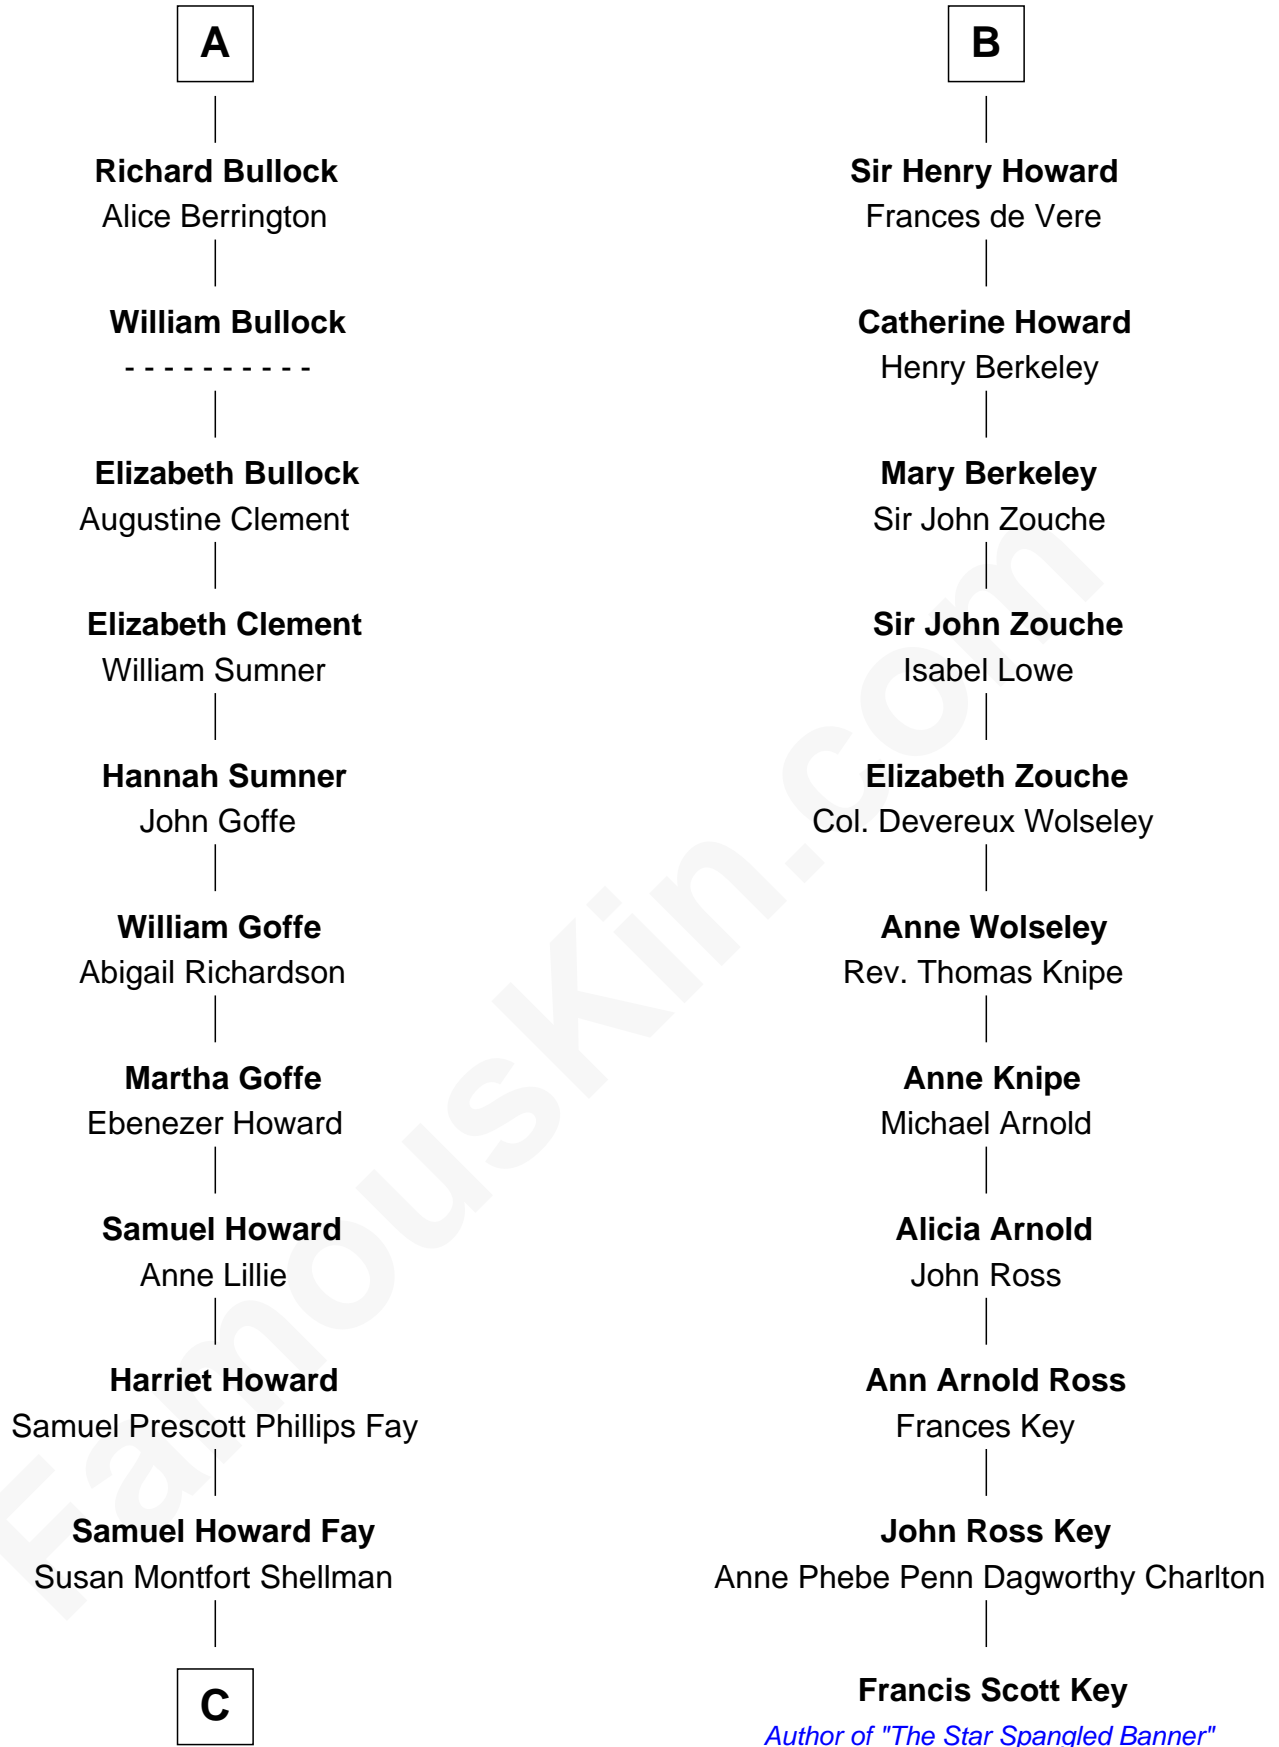 A
Richard Bullock
Alice Berrington
William Bullock
- - - - - - - - - -
Elizabeth Bullock
Augustine Clement
Elizabeth Clement
William Sumner
Hannah Sumner
John Goffe
William Goffe
Abigail Richardson
Martha Goffe
Ebenezer Howard
Samuel Howard
Anne Lillie
Harriet Howard
Samuel Prescott Phillips Fay
Samuel Howard Fay
Susan Montfort Shellman
C
B
Sir Henry Howard
Frances de Vere
Catherine Howard
Henry Berkeley
Mary Berkeley
Sir John Zouche
Sir John Zouche
Isabel Lowe
Elizabeth Zouche
Col. Devereux Wolseley
Anne Wolseley
Rev. Thomas Knipe
Anne Knipe
Michael Arnold
Alicia Arnold
John Ross
Ann Arnold Ross
Frances Key
John Ross Key
Anne Phebe Penn Dagworthy Charlton
Francis Scott Key
Author of "The Star Spangled Banner"
FamousKin.com